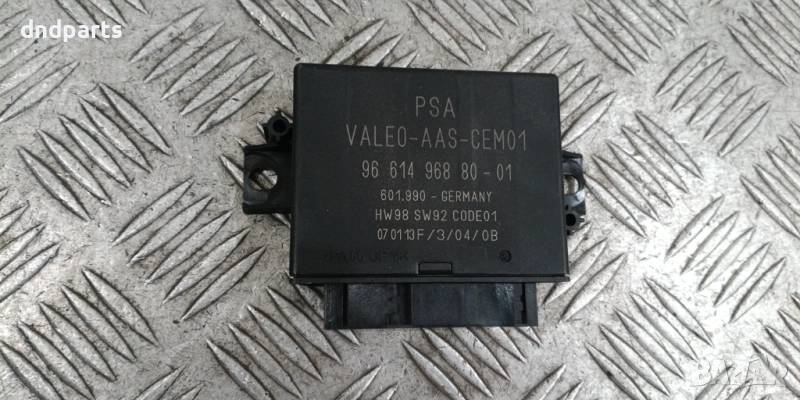 dndparts
PSA
VALEO-AAS-CEM01
96 614 968 80-01
601.990 - GERMANY
HW98 SW92 CODE01
070113F/3/04/0B
BAZAR